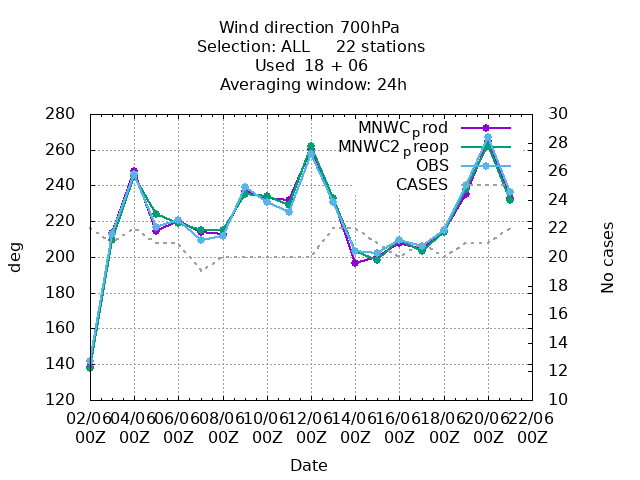 Wind direction 700hPa
Selection: ALL     22 stations
Used  18 + 06
Averaging window: 24h
280
260
240
220
200
180
160
140
120
30
28
26
24
22
20
18
16
14
12
10
MNWCprod
MNWC2preop
OBS
CASES
deg
No cases
02/06 04/06 06/06 08/06 10/06 12/06 14/06 16/06 18/06 20/06 22/06
00Z 00Z 00Z 00Z 00Z 00Z 00Z 00Z 00Z 00Z 00Z
Date